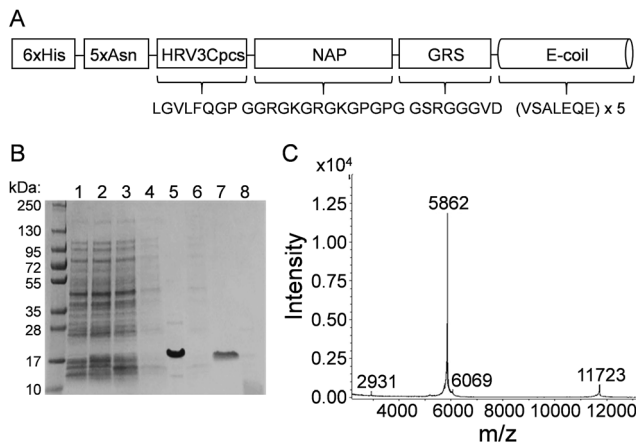 A
6xHis 5xAsn HRV3Cpcs NAP GRS E-coil
LGVLFQGP GGRGKGRGKGPGPG GSRGGGVD (VSALEQE) x 5
B
kDa: 1 2 3 4 5 6 7 8
250
130
95
72
55
35
28
17
10
C
x10⁴
Intensity
1.25
1.00
0.75
0.50
0.25
0.00
5862
2931
6069
11723
4000 6000 8000 10000 12000
m/z